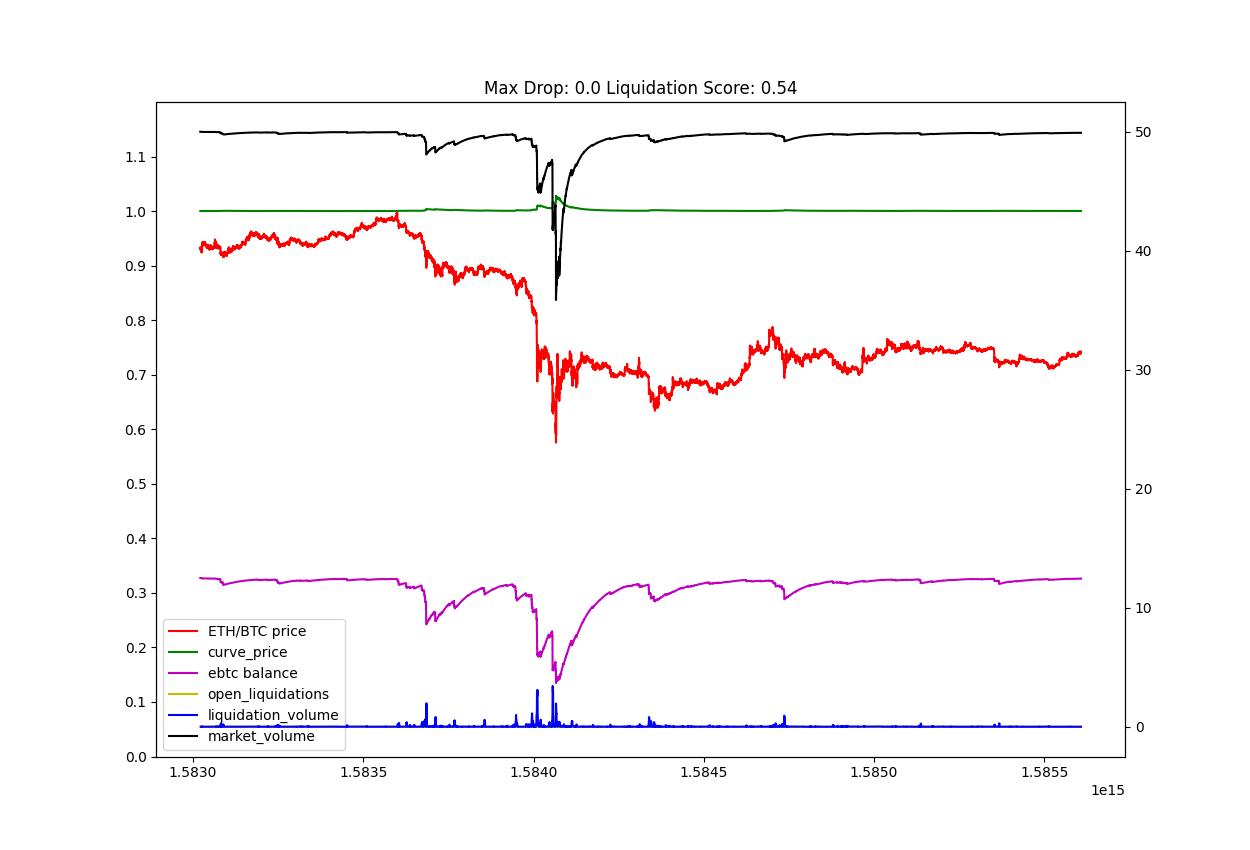 Max Drop: 0.0 Liquidation Score: 0.54
1.1
1.0
0.9
0.8
0.7
0.6
0.5
0.4
0.3
0.2
0.1
0.0
50
40
30
20
10
0
ETH/BTC price
curve_price
ebtc balance
open_liquidations
liquidation_volume
market_volume
1.5830 1.5835 1.5840 1.5845 1.5850 1.5855
1e15